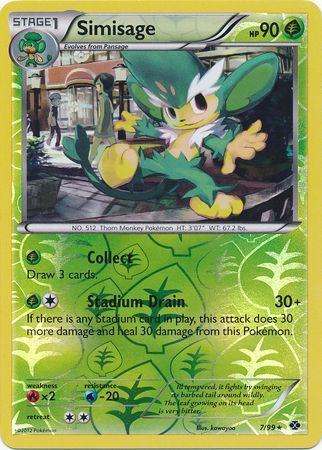 STAGE1
Simisage
HP 90
Evolves from Pansage
NO. 512 Thorn Monkey Pokémon HT: 3'07" WT: 67.2 lbs.
Collect
Draw 3 cards.
Stadium Drain 30+
If there is any Stadium card in play, this attack does 30
more damage and heal 30 damage from this Pokémon.
weakness
×2
resistance
-20
retreat
Ill tempered, it fights by swinging
its barbed tail around wildly.
The leaf growing on its head
is very bitter.
©2012 Pokémon
Illus. kawayoo
7/99 ★